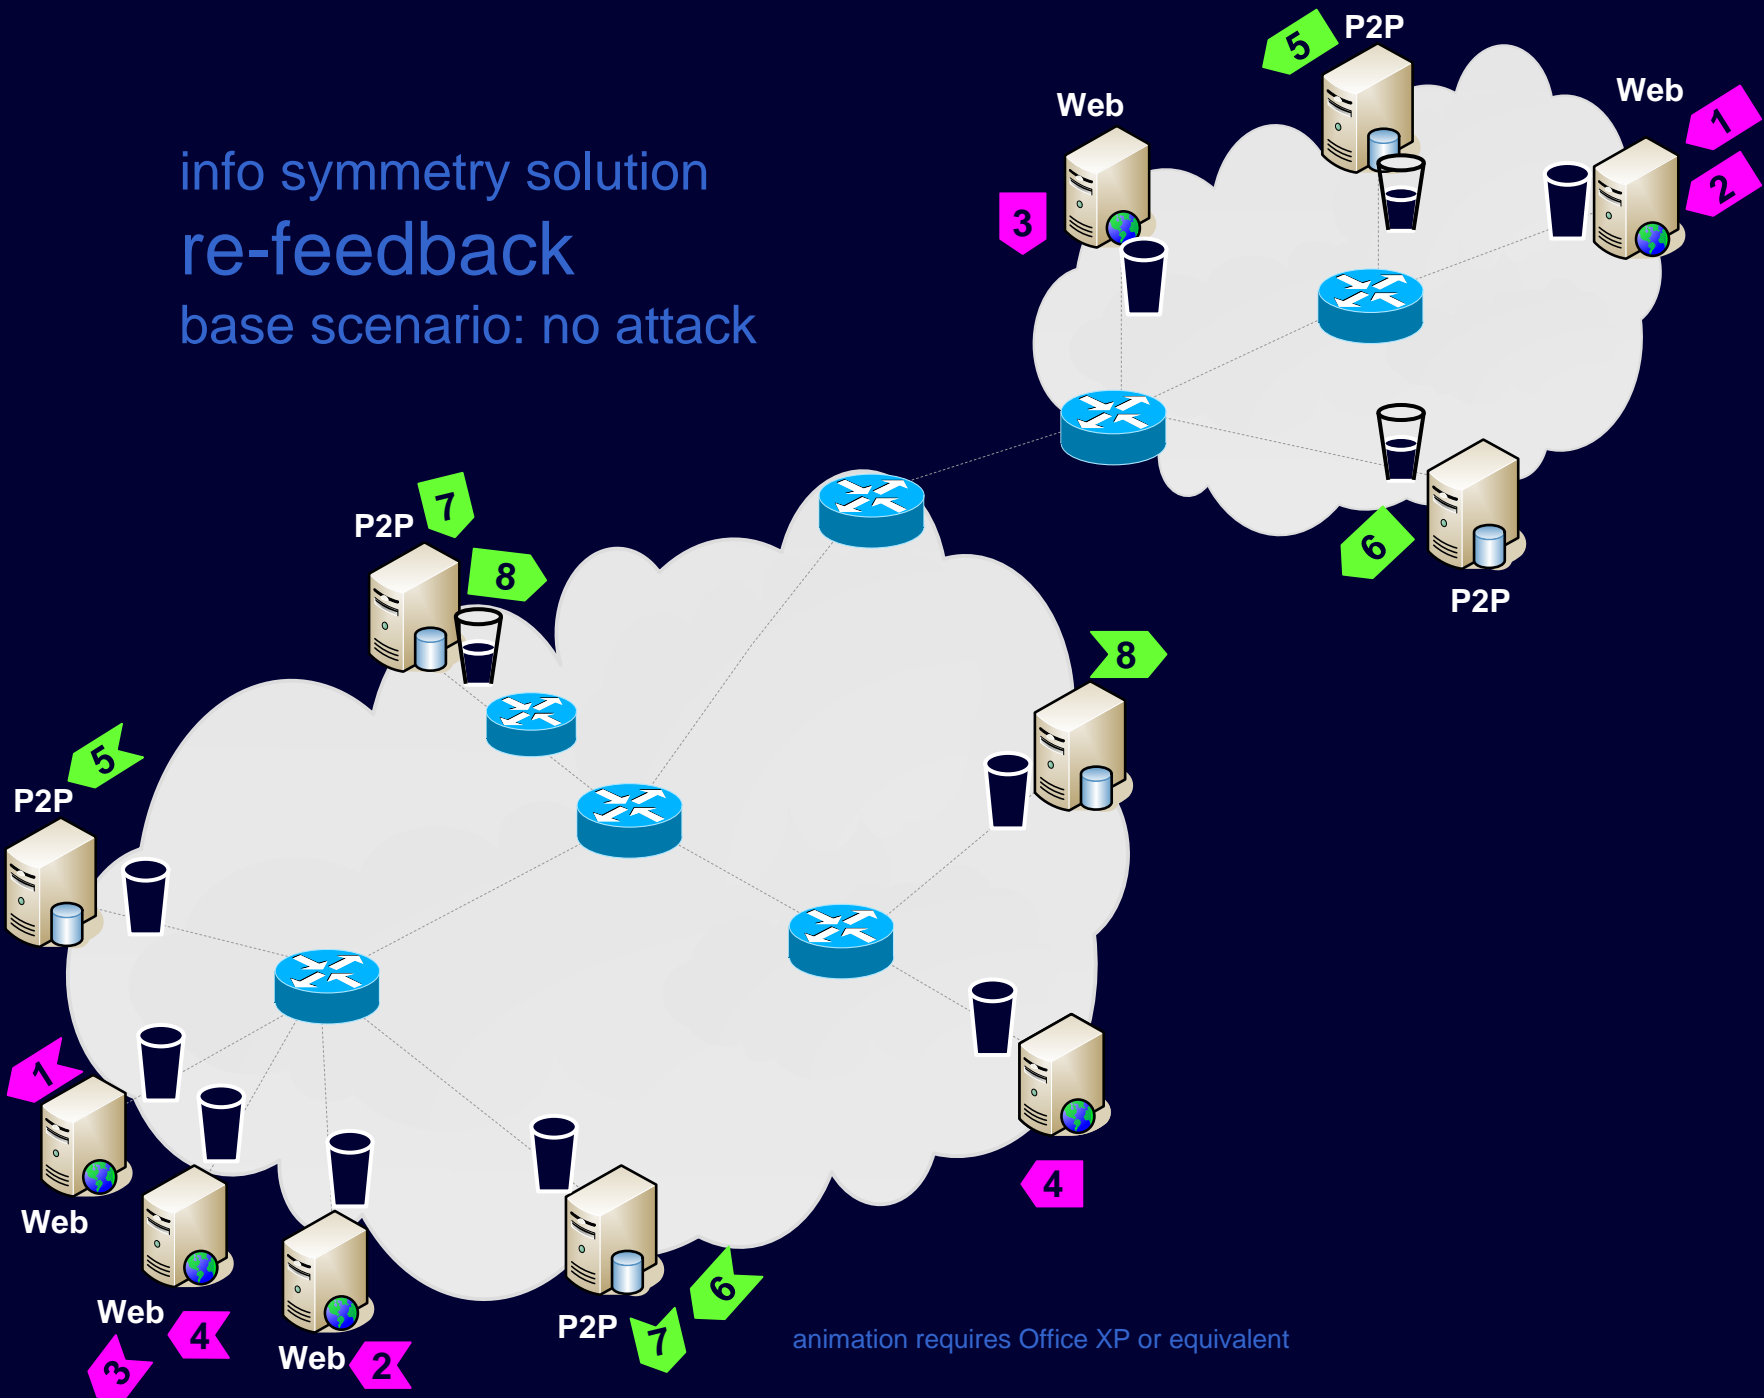 info symmetry solution
re-feedback
base scenario: no attack
P2P
5
Web
Web
1
2
3
P2P
7
8
6
P2P
8
5
P2P
1
4
Web
Web
4
3
Web
2
P2P
7
6
animation requires Office XP or equivalent